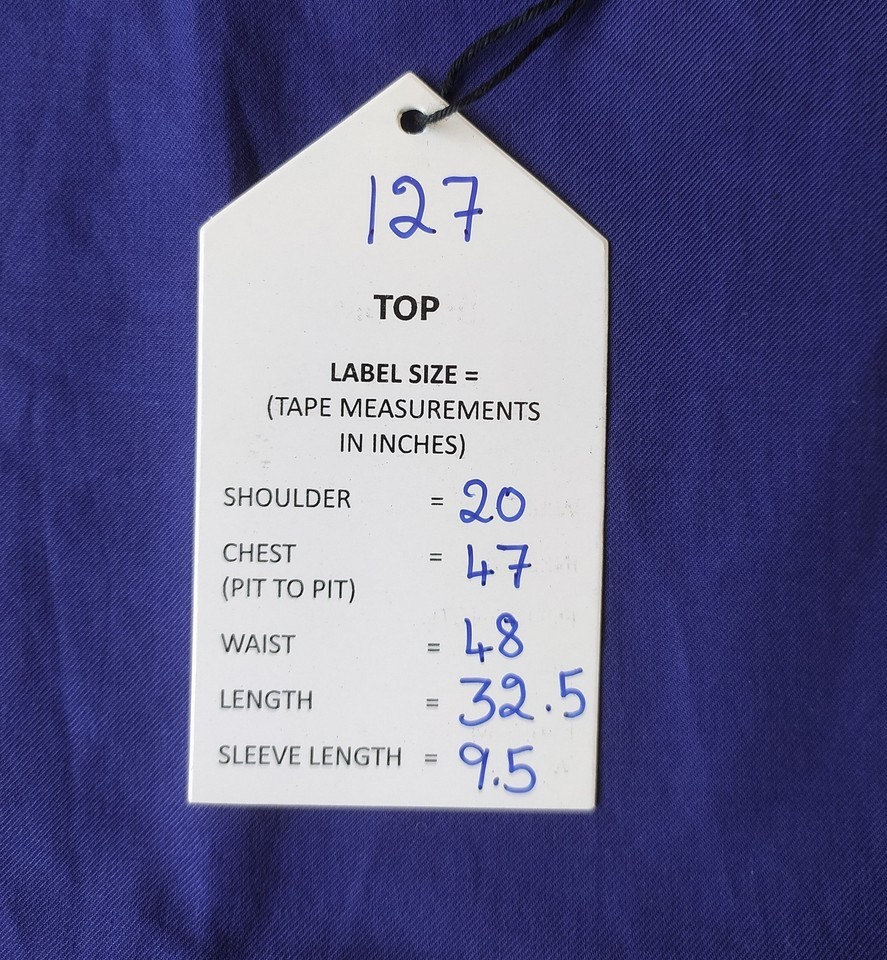 127
TOP
LABEL SIZE =
(TAPE MEASUREMENTS
IN INCHES)
SHOULDER = 20
CHEST = 47
(PIT TO PIT)
WAIST = 48
LENGTH = 32.5
SLEEVE LENGTH = 9.5